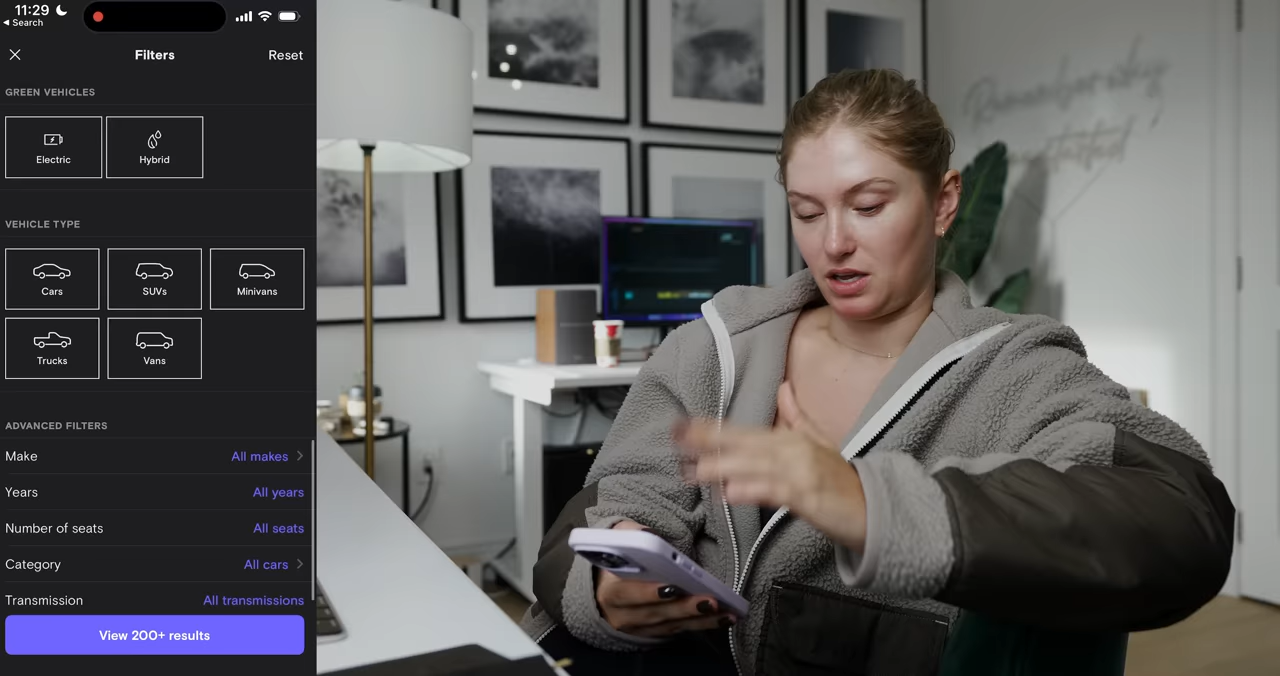 11:29
Search
Filters
Reset
GREEN VEHICLES
Electric
Hybrid
VEHICLE TYPE
Cars
SUVs
Minivans
Trucks
Vans
ADVANCED FILTERS
Make
All makes
Years
All years
Number of seats
All seats
Category
All cars
Transmission
All transmissions
View 200+ results